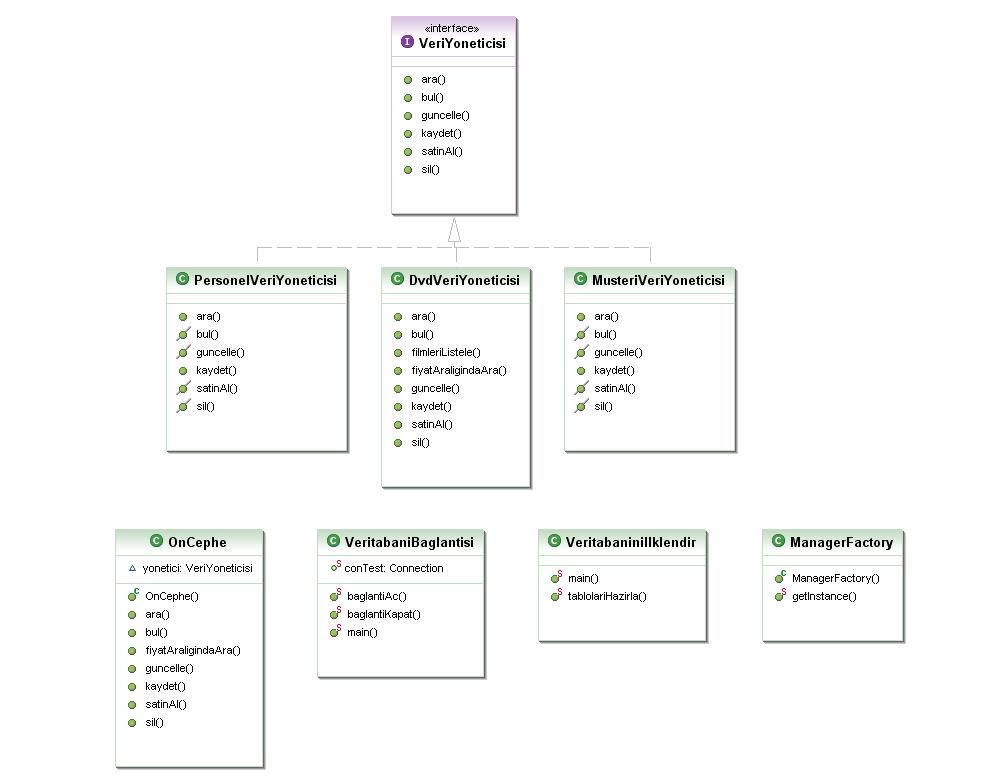 «interface»
VeriYoneticisi
ara()
bul()
guncelle()
kaydet()
satinAl()
sil()
PersonelVeriYoneticisi
ara()
bul()
guncelle()
kaydet()
satinAl()
sil()
DvdVeriYoneticisi
ara()
bul()
filmleriListele()
fiyatAraligindaAra()
guncelle()
kaydet()
satinAl()
sil()
MusteriVeriYoneticisi
ara()
bul()
guncelle()
kaydet()
satinAl()
sil()
OnCephe
yonetici: VeriYoneticisi
OnCephe()
ara()
bul()
fiyatAraligindaAra()
guncelle()
kaydet()
satinAl()
sil()
VeritabaniBaglantisi
conTest: Connection
baglantiAc()
baglantiKapat()
main()
VeritabaniniIlklendir
main()
tablolariHazirla()
ManagerFactory
ManagerFactory()
getInstance()